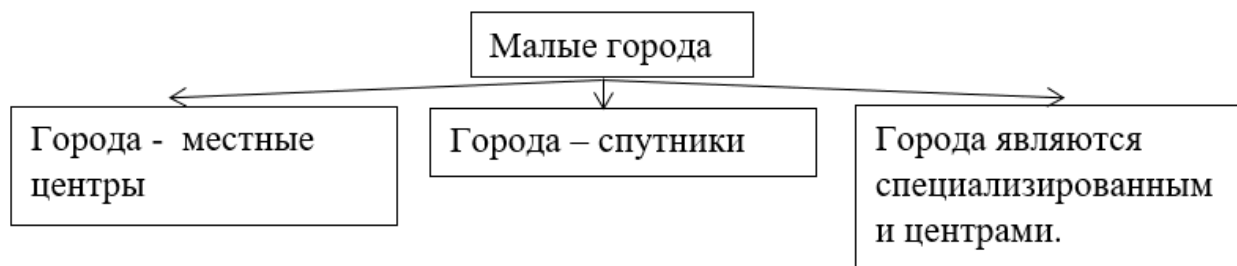 Малые города
Города -  местные
центры
Города – спутники
Города являются
специализированным
и центрами.